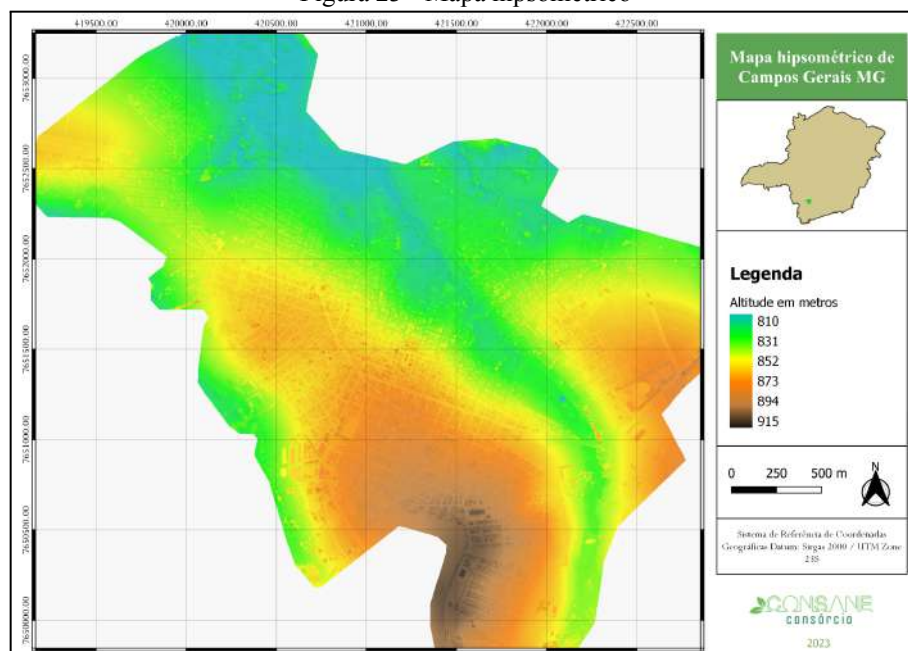 Figura 23 - Mapa hipsométrico
419500.00 420000.00 420500.00 421000.00 421500.00 422000.00 422500.00
7653000.00
7652500.00
7652000.00
7651500.00
7651000.00
7650500.00
7650000.00
Mapa hipsométrico de
Campos Gerais MG
Legenda
Altitude em metros
810
831
852
873
894
915
0 250 500 m
N
Sistema de Referência de Coordenadas
Geográficas Datum: Sirgas 2000 / UTM Zone
23S
CONSANE
consórcio
2023